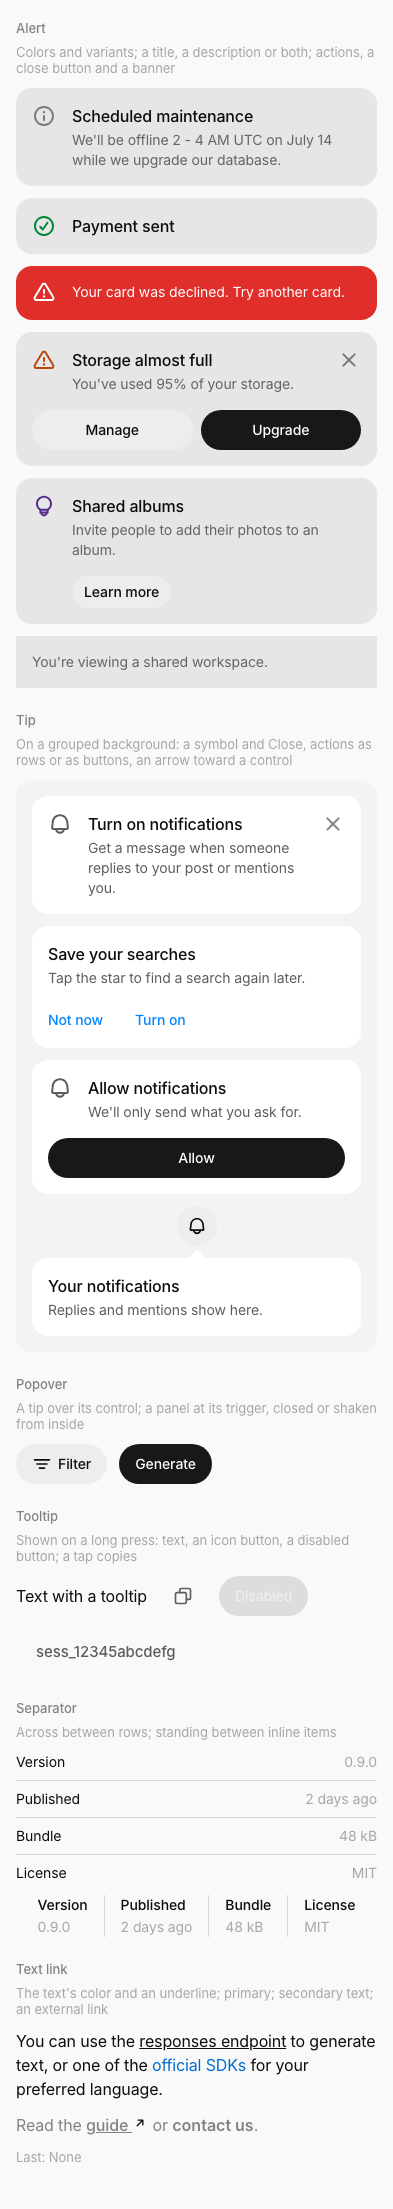 Alert
Colors and variants; a title, a description or both; actions, a
close button and a banner
Scheduled maintenance
We'll be offline 2 - 4 AM UTC on July 14
while we upgrade our database.
Payment sent
Your card was declined. Try another card.
Storage almost full
You've used 95% of your storage.
Manage Upgrade
Shared albums
Invite people to add their photos to an
album.
Learn more
You're viewing a shared workspace.
Tip
On a grouped background: a symbol and Close, actions as
rows or as buttons, an arrow toward a control
Turn on notifications
Get a message when someone
replies to your post or mentions
you.
Save your searches
Tap the star to find a search again later.
Not now Turn on
Allow notifications
We'll only send what you ask for.
Allow
Your notifications
Replies and mentions show here.
Popover
A tip over its control; a panel at its trigger, closed or shaken
from inside
Filter Generate
Tooltip
Shown on a long press: text, an icon button, a disabled
button; a tap copies
Text with a tooltip Disabled
sess_12345abcdefg
Separator
Across between rows; standing between inline items
Version 0.9.0
Published 2 days ago
Bundle 48 kB
License MIT
Version Published Bundle License
0.9.0 2 days ago 48 kB MIT
Text link
The text's color and an underline; primary; secondary text;
an external link
You can use the responses endpoint to generate
text, or one of the official SDKs for your
preferred language.
Read the guide or contact us.
Last: None